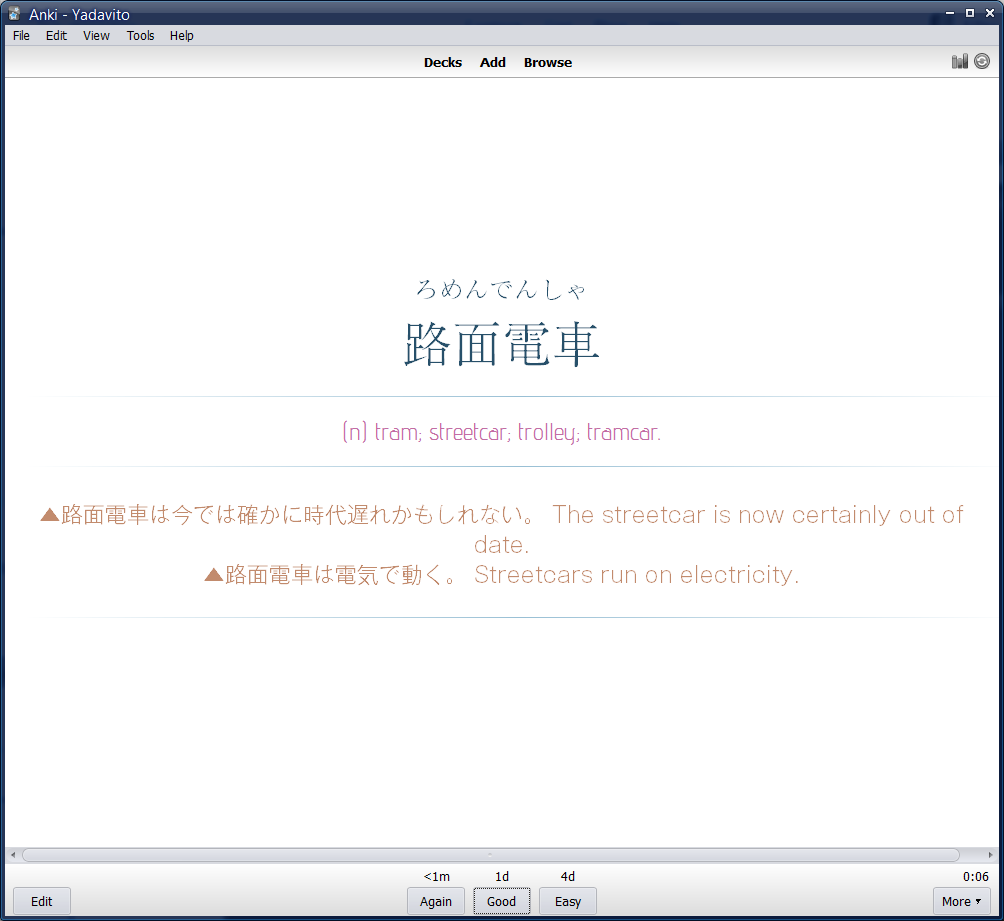 Anki - Yadavito
File Edit View Tools Help
Decks Add Browse
ろめんでんしゃ
路面電車
(n) tram; streetcar; trolley; tramcar.
▲路面電車は今では確かに時代遅れかもしれない。 The streetcar is now certainly out of
date.
▲路面電車は電気で動く。 Streetcars run on electricity.
<1m 1d 4d 0:06
Edit Again Good Easy More ▾